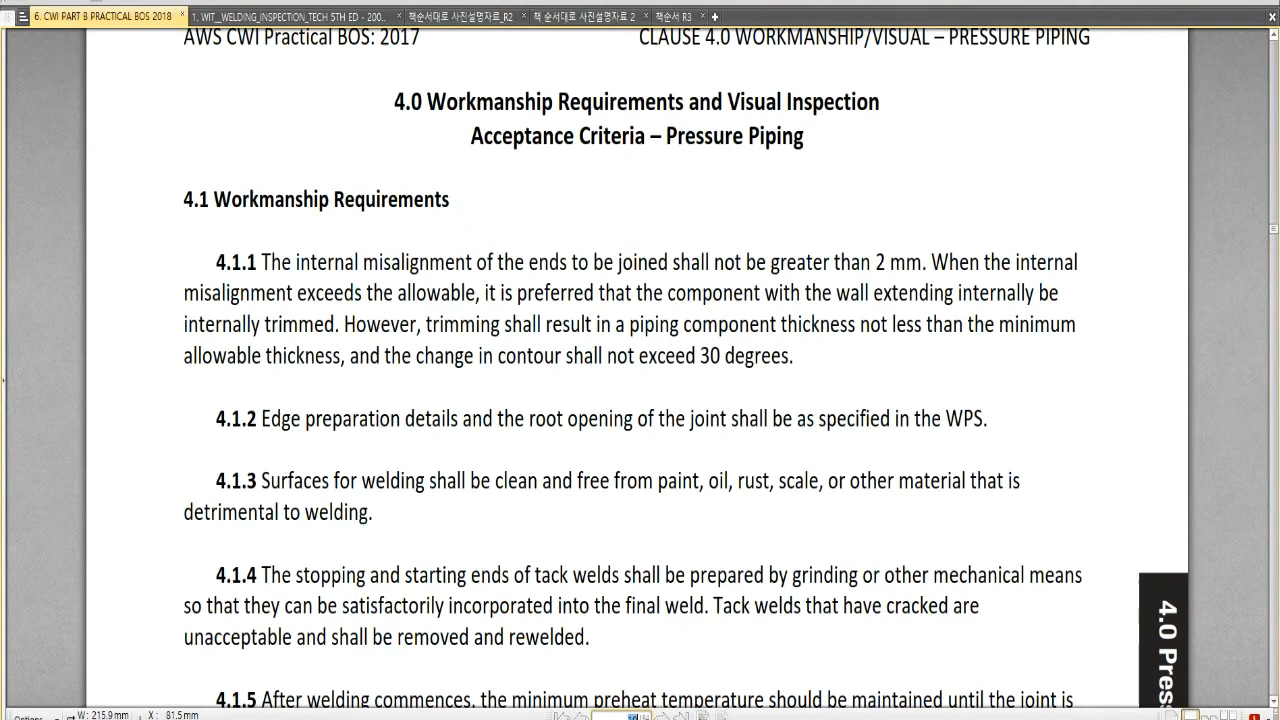 6. CWI PART B PRACTICAL BOS 2018 × 1. WIT__WELDING_INSPECTION_TECH 5TH ED - 200... × 책순서대로 사진설명자료_R2 × 책 순서대로 사진설명자료 2 × 책순서 R3 × +
AWS CWI Practical BOS: 2017 CLAUSE 4.0 WORKMANSHIP/VISUAL – PRESSURE PIPING
4.0 Workmanship Requirements and Visual Inspection
Acceptance Criteria – Pressure Piping
4.1 Workmanship Requirements
4.1.1 The internal misalignment of the ends to be joined shall not be greater than 2 mm. When the internal
misalignment exceeds the allowable, it is preferred that the component with the wall extending internally be
internally trimmed. However, trimming shall result in a piping component thickness not less than the minimum
allowable thickness, and the change in contour shall not exceed 30 degrees.
4.1.2 Edge preparation details and the root opening of the joint shall be as specified in the WPS.
4.1.3 Surfaces for welding shall be clean and free from paint, oil, rust, scale, or other material that is
detrimental to welding.
4.1.4 The stopping and starting ends of tack welds shall be prepared by grinding or other mechanical means
so that they can be satisfactorily incorporated into the final weld. Tack welds that have cracked are
unacceptable and shall be removed and rewelded.
4.0 Press
4.1.5 After welding commences, the minimum preheat temperature should be maintained until the joint is
Options W: 215.9 mm X: 81.5 mm